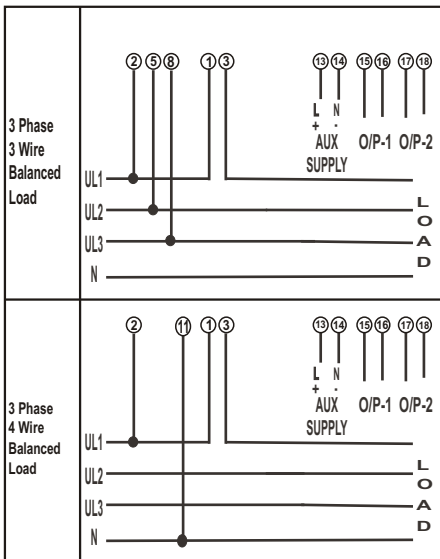 ② ⑤ ⑧ ① ③ ⑬ ⑭ ⑮ ⑯ ⑰ ⑱
L N
+ -
AUX O/P-1 O/P-2
SUPPLY
3 Phase
3 Wire
Balanced
Load
UL1
UL2
UL3
N
L
O
A
D
② ⑪ ① ③ ⑬ ⑭ ⑮ ⑯ ⑰ ⑱
L N
+ -
AUX O/P-1 O/P-2
SUPPLY
3 Phase
4 Wire
Balanced
Load
UL1
UL2
UL3
N
L
O
A
D